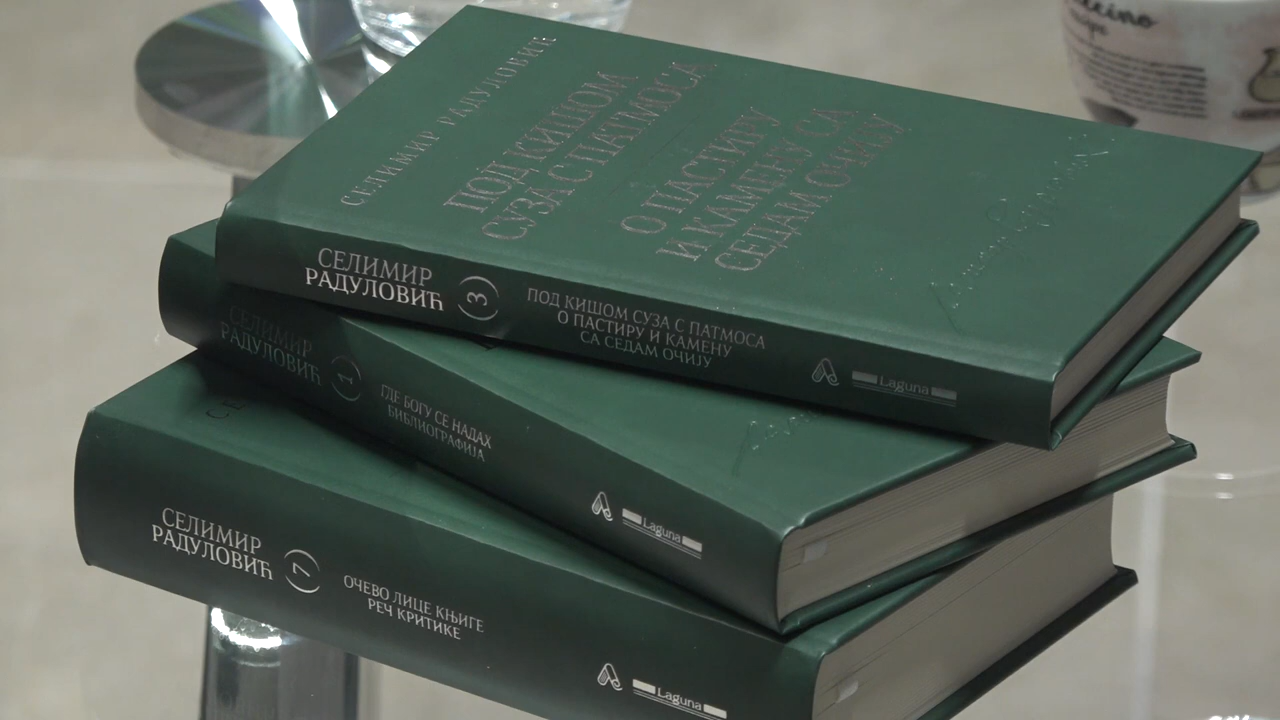 СЕЛИМИР РАДУЛОВИЋ
ПОД КИШОМ
СУЗА С ПАТМОСА
О ПАСТИРУ
И КАМЕНУ СА
СЕДАМ ОЧИЈУ
СЕЛИМИР
РАДУЛОВИЋ
(3)
ПОД КИШОМ СУЗА С ПАТМОСА
О ПАСТИРУ И КАМЕНУ
СА СЕДАМ ОЧИЈУ
Laguna
СЕЛИМИР
РАДУЛОВИЋ
(1)
ГДЕ БОГУ СЕ НАДАХ
БИБЛИОГРАФИЈА
Laguna
СЕЛИМИР
РАДУЛОВИЋ
(7)
ОЧЕВО ЛИЦЕ КЊИГЕ
РЕЧ КРИТИКЕ
Laguna